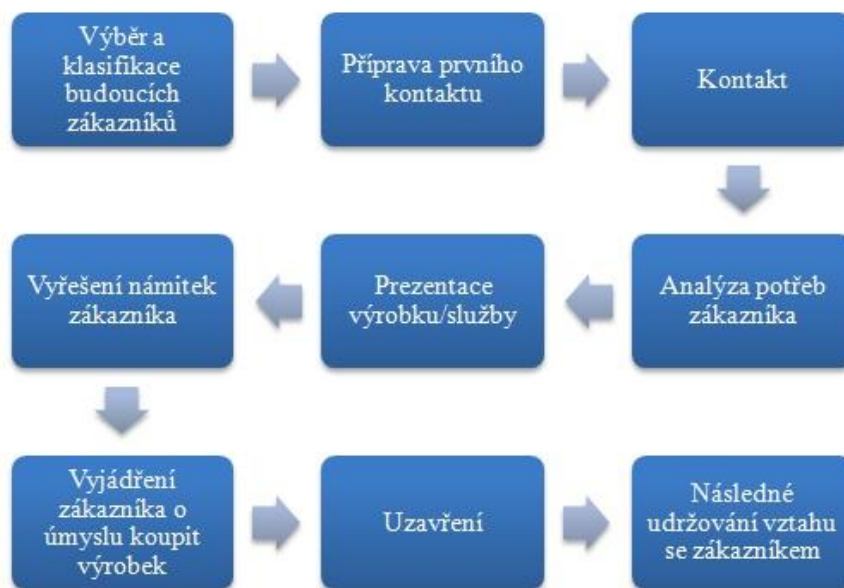 Výběr a
klasifikace
budoucích
zákazníků
Příprava prvního
kontaktu
Kontakt
Analýza potřeb
zákazníka
Prezentace
výrobku/služby
Vyřešení námitek
zákazníka
Vyjádření
zákazníka o
úmyslu koupit
výrobek
Uzavření
Následné
udržování vztahu
se zákazníkem